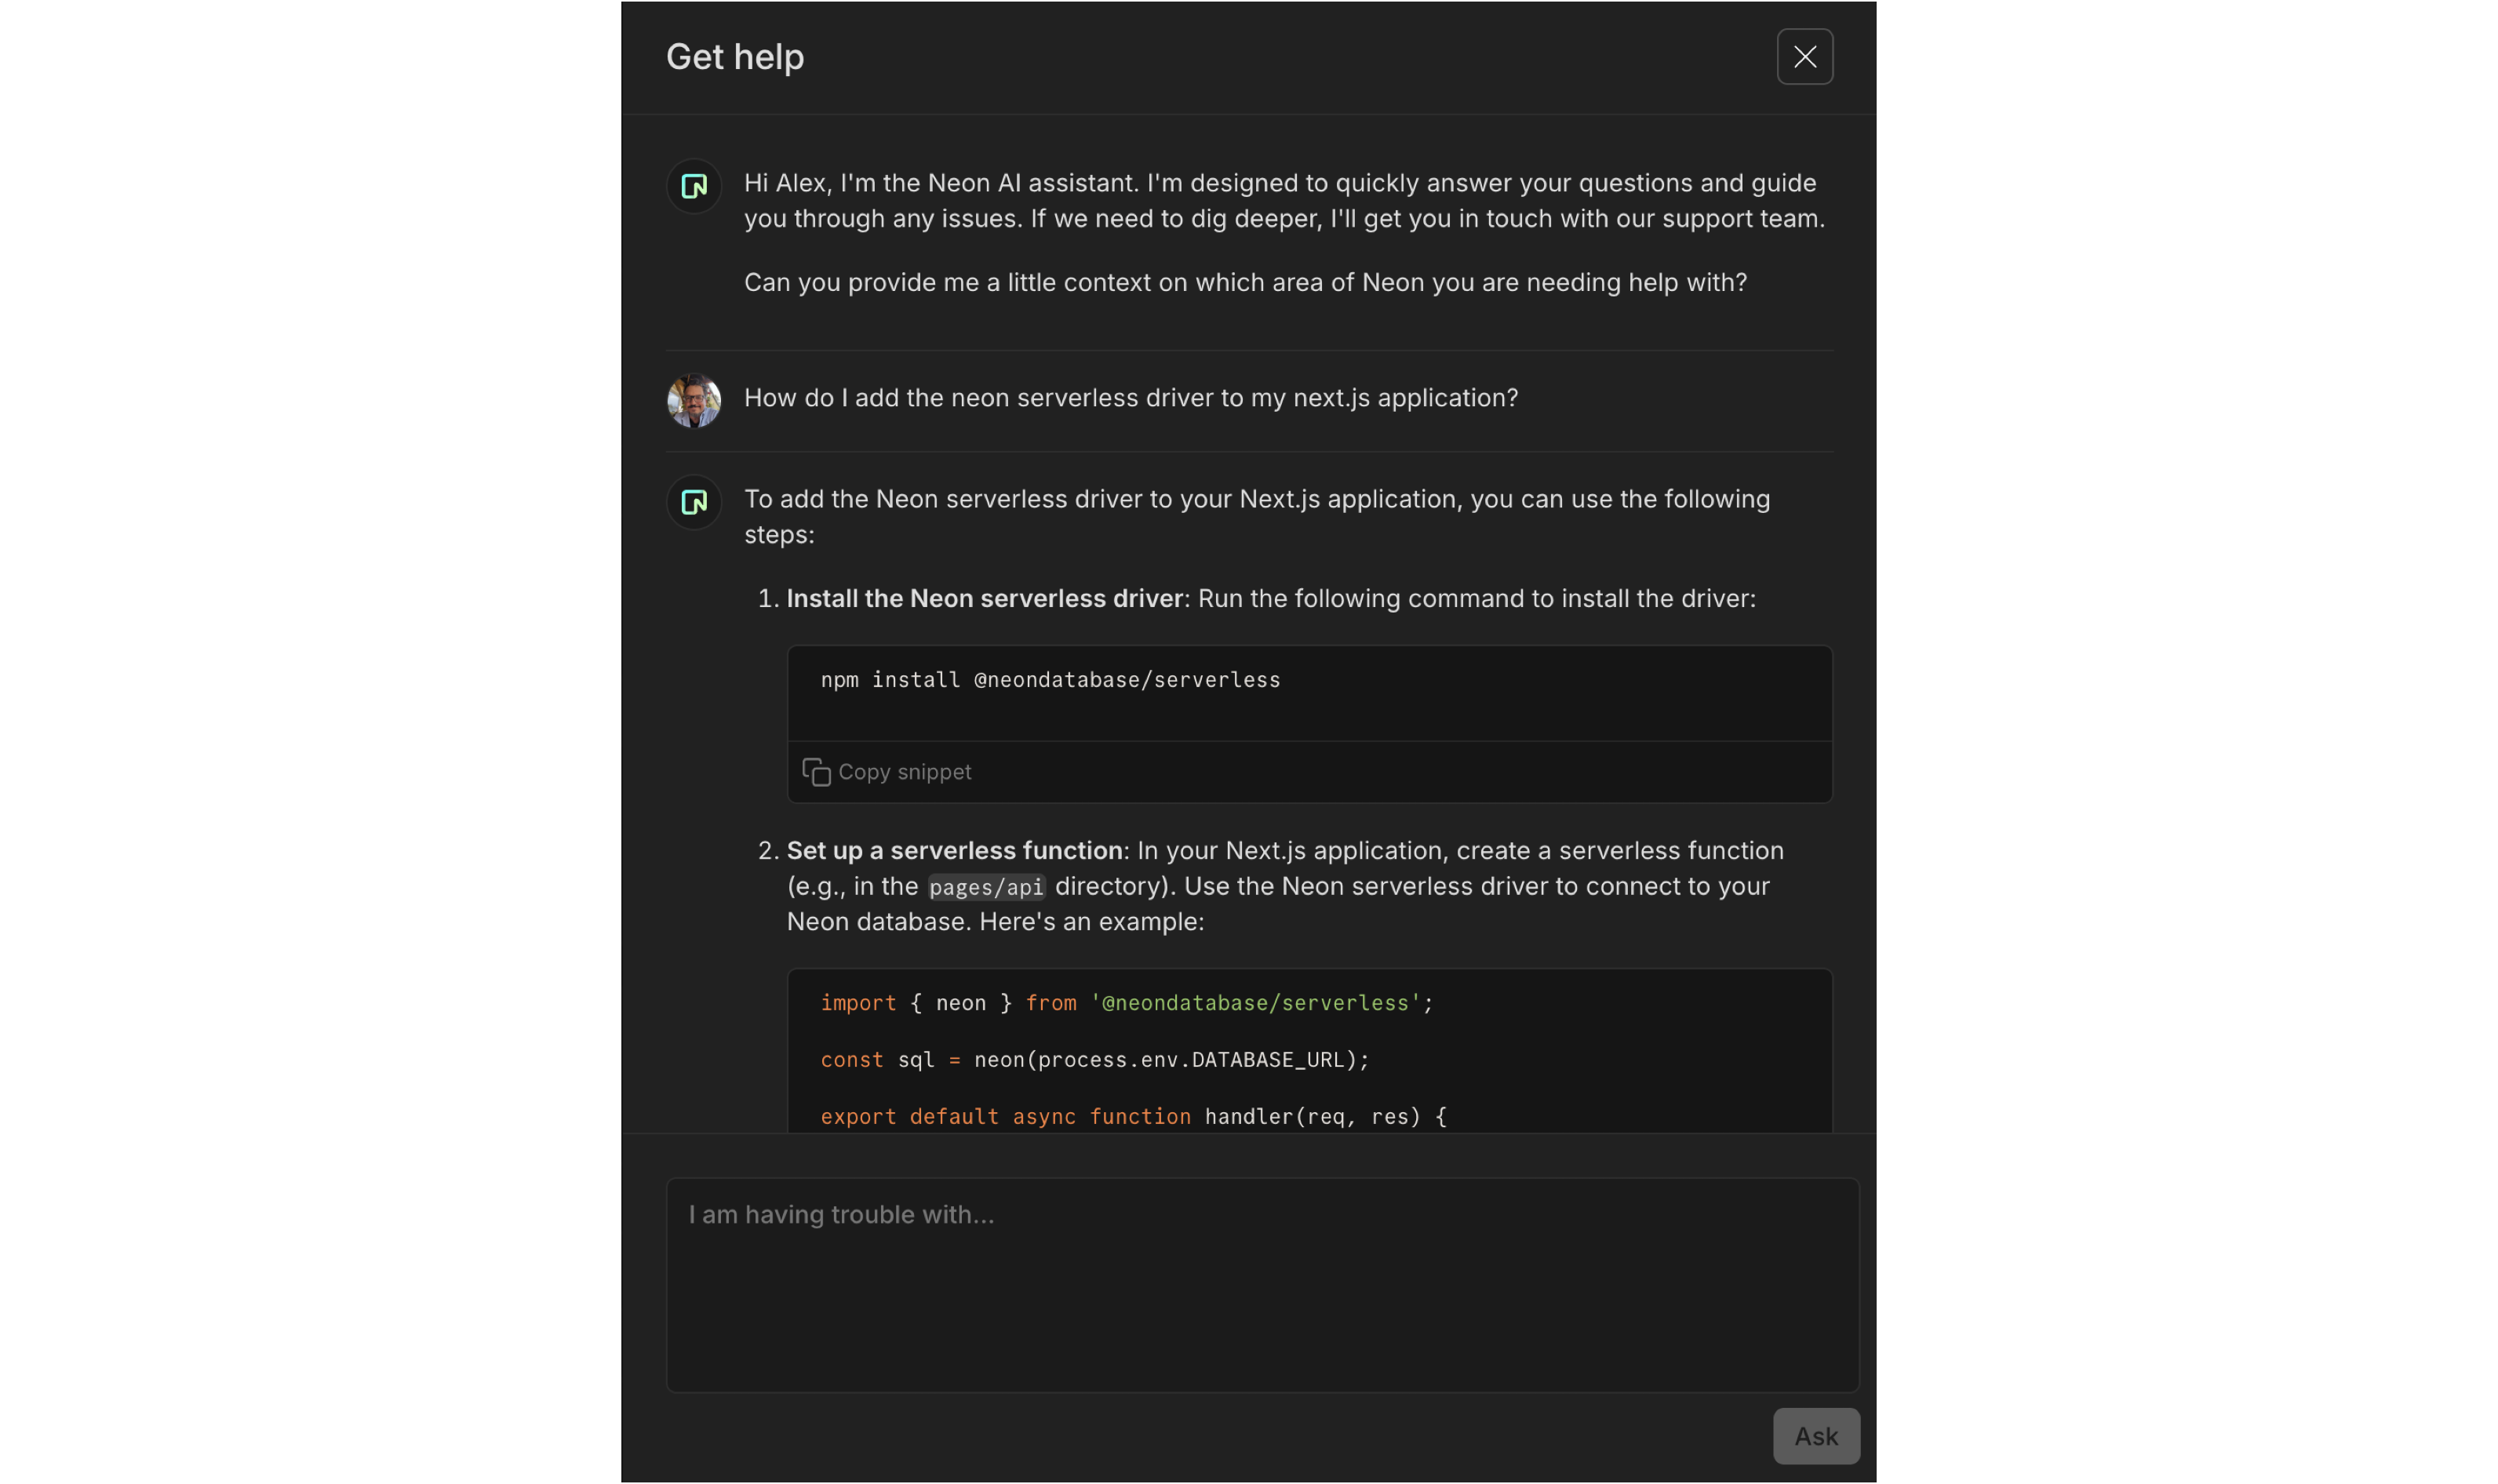 Get help
Hi Alex, I'm the Neon AI assistant. I'm designed to quickly answer your questions and guide
you through any issues. If we need to dig deeper, I'll get you in touch with our support team.
Can you provide me a little context on which area of Neon you are needing help with?
How do I add the neon serverless driver to my next.js application?
To add the Neon serverless driver to your Next.js application, you can use the following
steps:
1. Install the Neon serverless driver: Run the following command to install the driver:
npm install @neondatabase/serverless
Copy snippet
2. Set up a serverless function: In your Next.js application, create a serverless function
(e.g., in the pages/api directory). Use the Neon serverless driver to connect to your
Neon database. Here's an example:
import { neon } from '@neondatabase/serverless';
const sql = neon(process.env.DATABASE_URL);
export default async function handler(req, res) {
I am having trouble with...
Ask